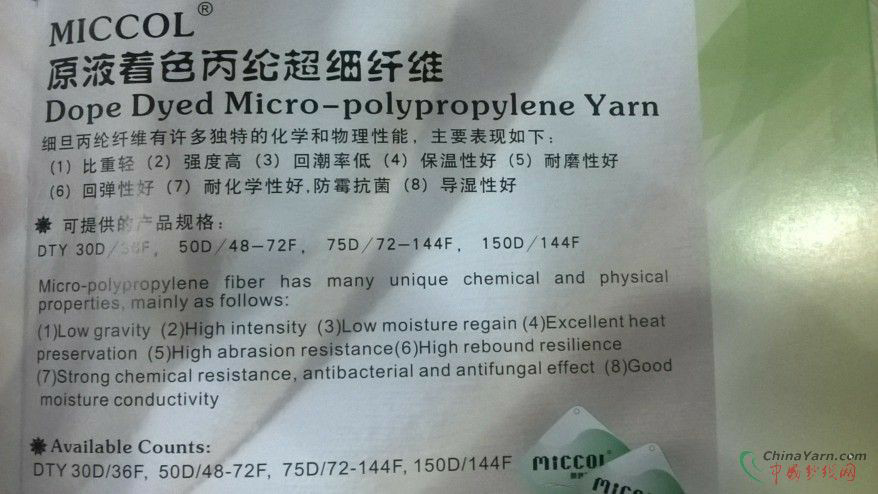 MICCOL®
原液着色丙纶超细纤维
Dope Dyed Micro-polypropylene Yarn
细旦丙纶纤维有许多独特的化学和物理性能，主要表现如下：
(1) 比重轻 (2) 强度高 (3) 回潮率低 (4) 保温性好 (5) 耐磨性好
(6) 回弹性好 (7) 耐化学性好,防霉抗菌 (8) 导湿性好
✷ 可提供的产品规格：
DTY 30D/36F, 50D/48-72F, 75D/72-144F, 150D/144F
Micro-polypropylene fiber has many unique chemical and physical
properties, mainly as follows:
(1)Low gravity (2)High intensity (3)Low moisture regain (4)Excellent heat
preservation (5)High abrasion resistance(6)High rebound resilience
(7)Strong chemical resistance, antibacterial and antifungal effect (8)Good
moisture conductivity
✷ Available Counts:
DTY 30D/36F, 50D/48-72F, 75D/72-144F, 150D/144F
MICCOL
MICCOL
ChinaYarn.com
中国纱线网